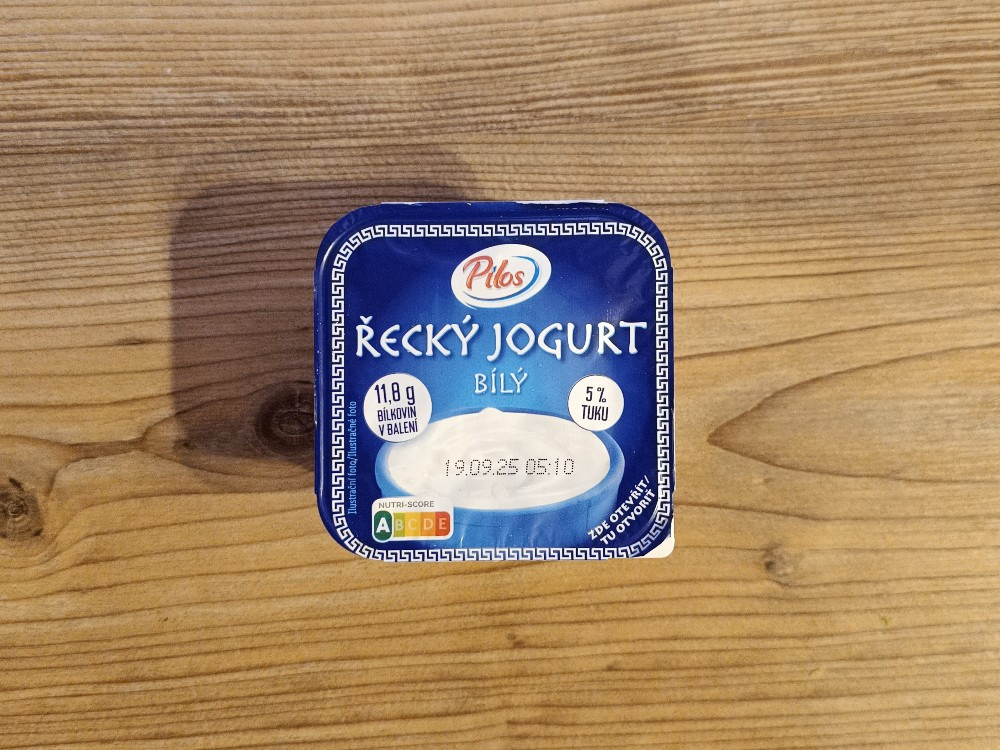 Pilos
ŘECKÝ JOGURT
BÍLÝ
11,8 g
BÍLKOVIN
V BALENÍ
5 %
TUKU
19.09.25 05:10
Ilustrační foto/Ilustračné foto
NUTRI-SCORE
A B C D E
ZDE OTEVŘÍT/
TU OTVORIŤ